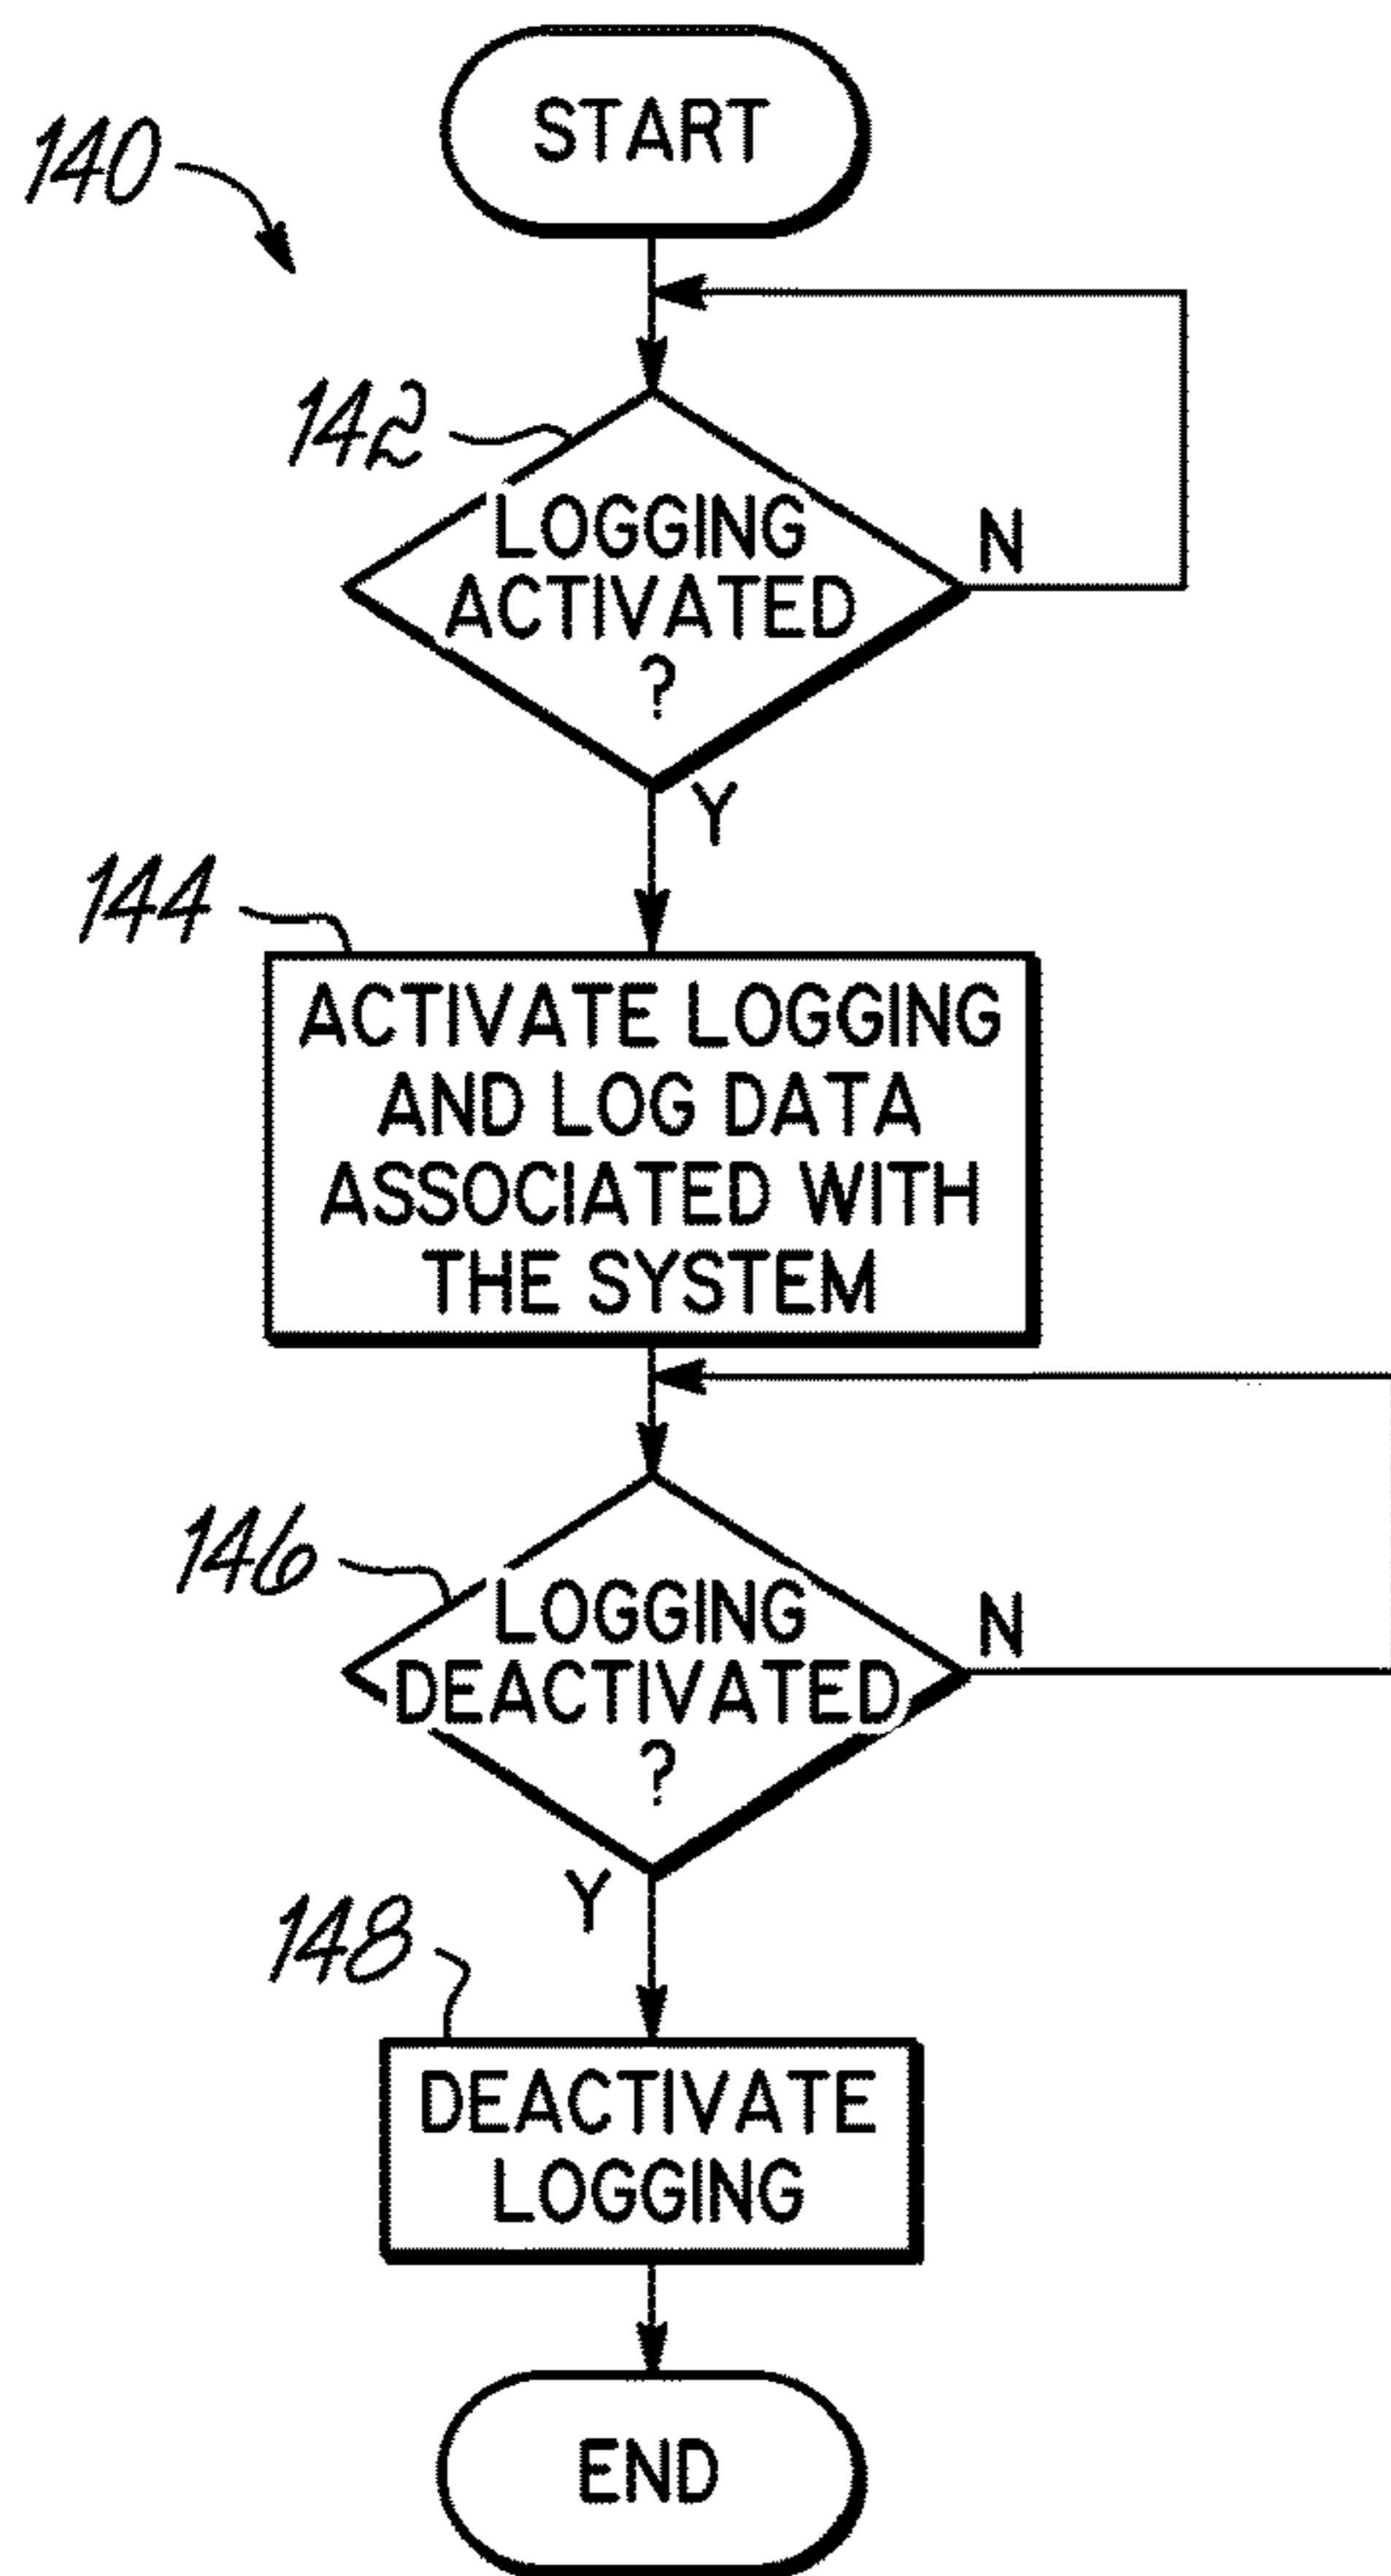 START
140
142
LOGGING
ACTIVATED
?
N
Y
144
ACTIVATE LOGGING
AND LOG DATA
ASSOCIATED WITH
THE SYSTEM
146
LOGGING
DEACTIVATED
?
N
Y
148
DEACTIVATE
LOGGING
END